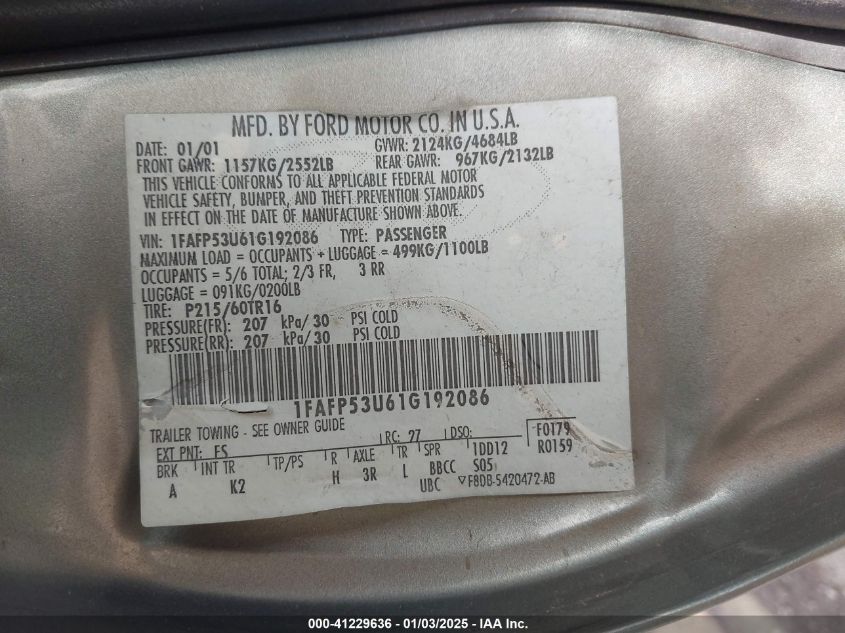 MFD. BY FORD MOTOR CO. IN U.S.A.
DATE: 01/01 GVWR: 2124KG/4684LB
FRONT GAWR: 1157KG/2552LB REAR GAWR: 967KG/2132LB
THIS VEHICLE CONFORMS TO ALL APPLICABLE FEDERAL MOTOR
VEHICLE SAFETY, BUMPER, AND THEFT PREVENTION STANDARDS
IN EFFECT ON THE DATE OF MANUFACTURE SHOWN ABOVE.
VIN: 1FAFP53U61G192086 TYPE: PASSENGER
MAXIMUM LOAD = OCCUPANTS + LUGGAGE = 499KG/1100LB
OCCUPANTS = 5/6 TOTAL; 2/3 FR, 3 RR
LUGGAGE = 091KG/0200LB
TIRE: P215/60TR16
PRESSURE(FR): 207 kPa/30 PSI COLD
PRESSURE(RR): 207 kPa/30 PSI COLD
1FAFP53U61G192086
TRAILER TOWING - SEE OWNER GUIDE
EXT PNT: FS RC: 27 DSO: F0179
BRK INT TR TP/PS R AXLE TR SPR 1DD12 R0159
A K2 H 3R L BBCC S05
UBC F8DB-5420472-AB
000-41229636 - 01/03/2025 - IAA Inc.